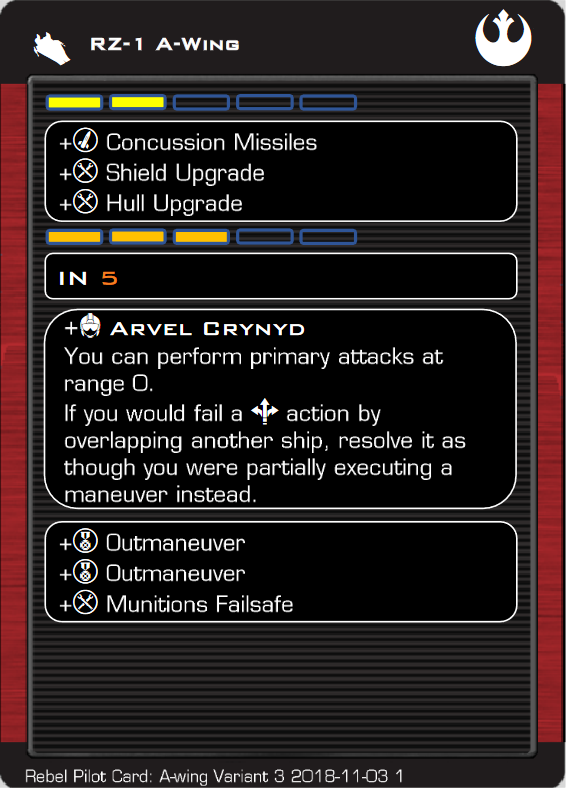 RZ-1 A-Wing
+ Concussion Missiles
+ Shield Upgrade
+ Hull Upgrade
IN 5
+ Arvel Crynyd
You can perform primary attacks at
range 0.
If you would fail a action by
overlapping another ship, resolve it as
though you were partially executing a
maneuver instead.
+ Outmaneuver
+ Outmaneuver
+ Munitions Failsafe
Rebel Pilot Card: A-wing Variant 3 2018-11-03 1